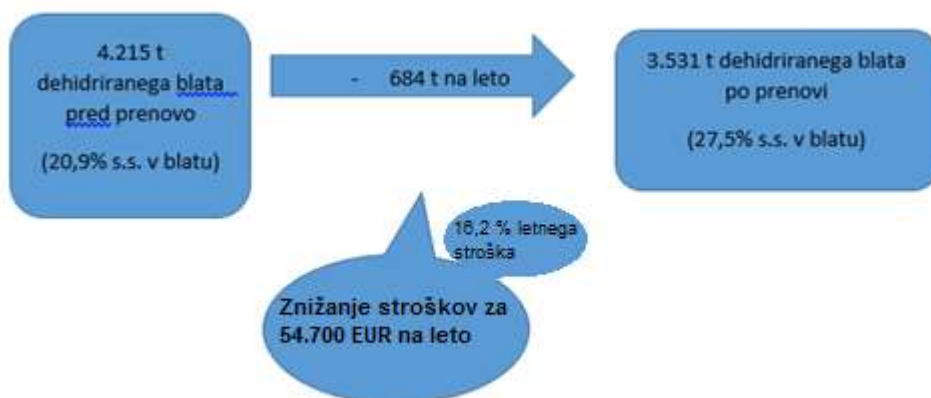 4.215 t
dehidriranega blata
pred prenovo
(20,9% s.s. v blatu)
- 684 t na leto
3.531 t dehidriranega blata
po prenovi
(27,5% s.s. v blatu)
16,2 % letnega
stroška
Znižanje stroškov za
54.700 EUR na leto